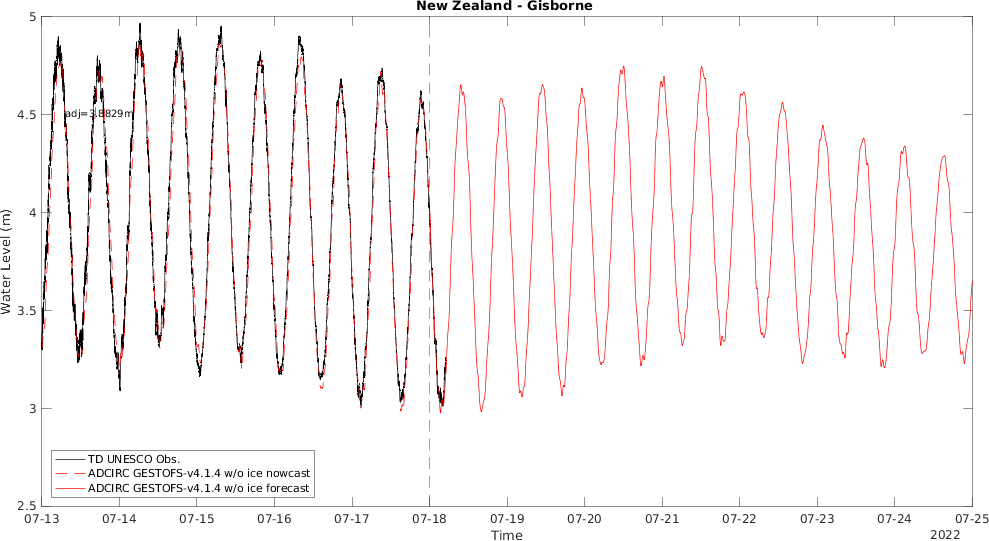 New Zealand - Gisborne
5
4.5
4
3.5
3
2.5
Water Level (m)
adj=3.8829m
TD UNESCO Obs.
ADCIRC GESTOFS-v4.1.4 w/o ice nowcast
ADCIRC GESTOFS-v4.1.4 w/o ice forecast
07-13 07-14 07-15 07-16 07-17 07-18 07-19 07-20 07-21 07-22 07-23 07-24 07-25
Time
2022